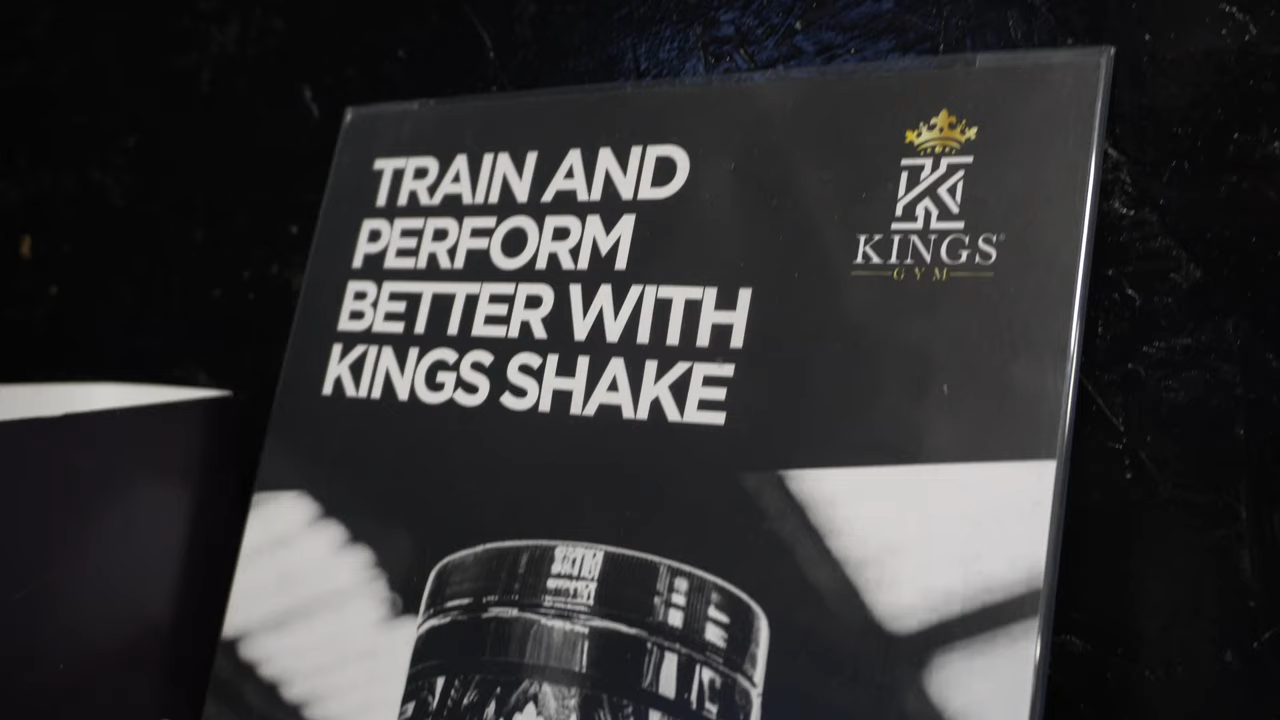 TRAIN AND
PERFORM
BETTER WITH
KINGS SHAKE
K
KINGS®
GYM